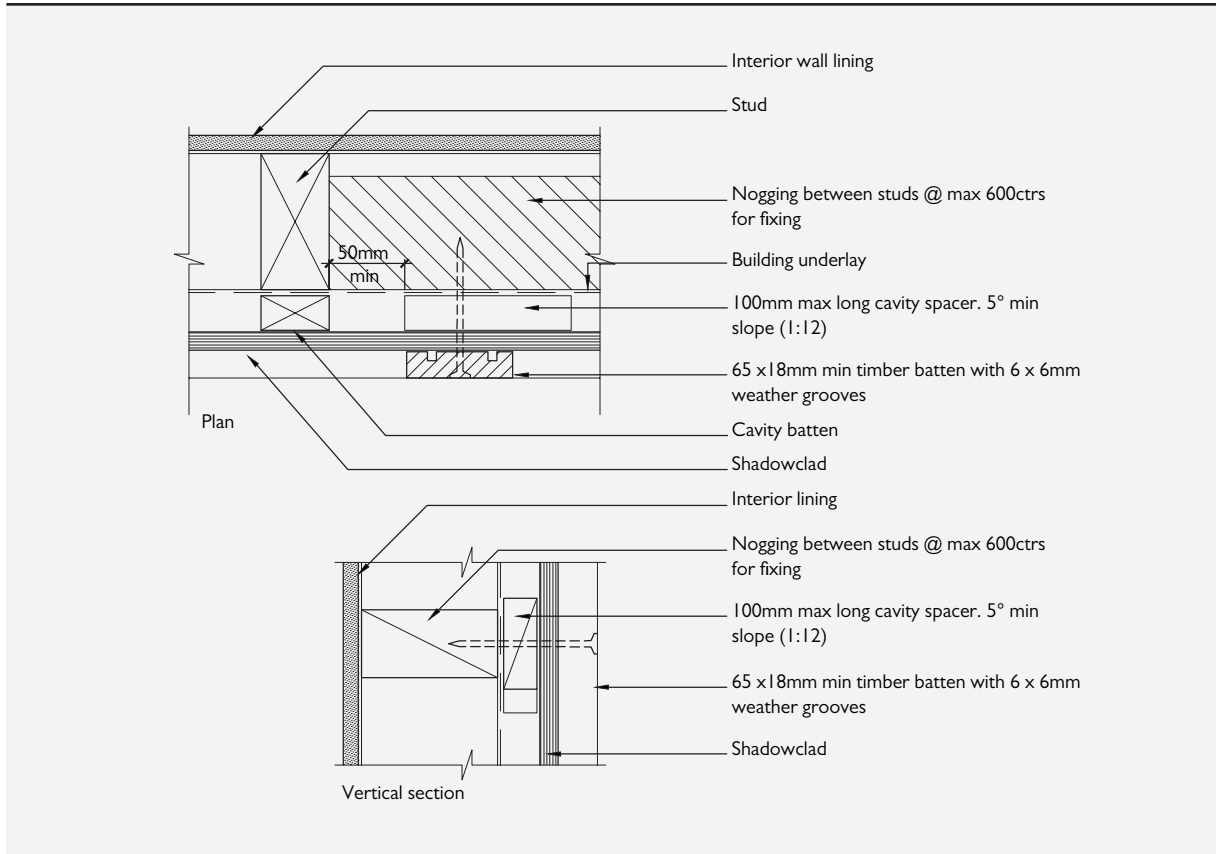 Interior wall lining
Stud
Nogging between studs @ max 600ctrs
for fixing
50mm
min
Building underlay
100mm max long cavity spacer. 5º min
slope (1:12)
65 x18mm min timber batten with 6 x 6mm
weather grooves
Plan
Cavity batten
Shadowclad
Interior lining
Nogging between studs @ max 600ctrs
for fixing
100mm max long cavity spacer. 5º min
slope (1:12)
65 x18mm min timber batten with 6 x 6mm
weather grooves
Shadowclad
Vertical section